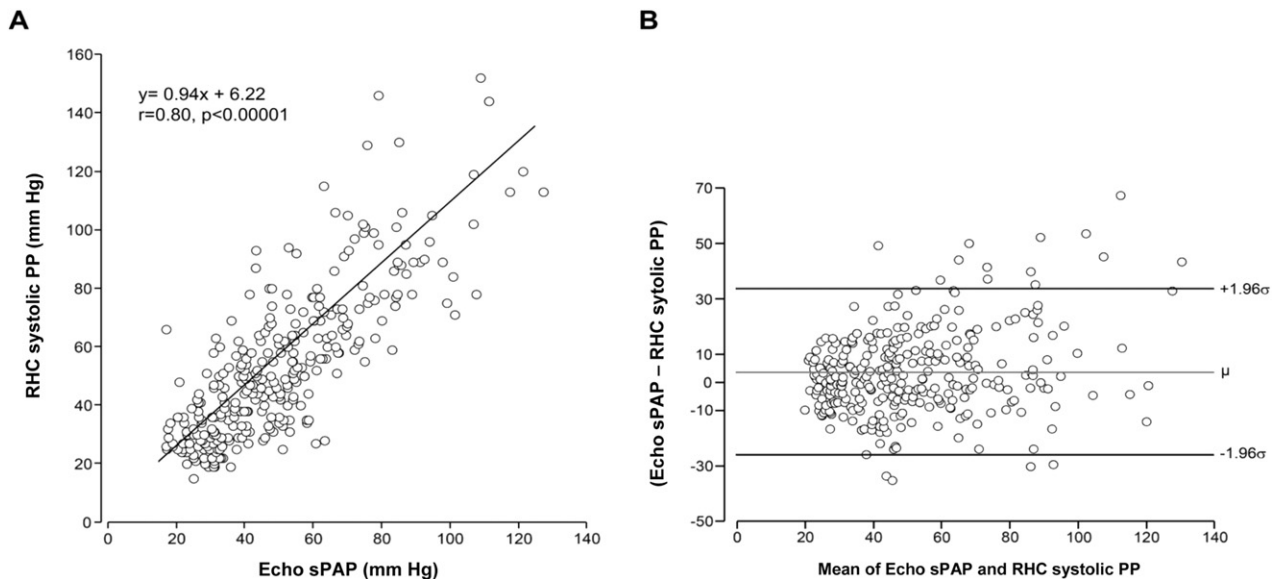 A
y= 0.94x + 6.22
r=0.80, p<0.00001
RHC systolic PP (mm Hg)
160
140
120
100
80
60
40
20
0
0 20 40 60 80 100 120 140
Echo sPAP (mm Hg)
B
(Echo sPAP – RHC sytolic PP)
70
50
30
10
0
-10
-30
-50
+1.96σ
μ
-1.96σ
0 20 40 60 80 100 120 140
Mean of Echo sPAP and RHC systolic PP